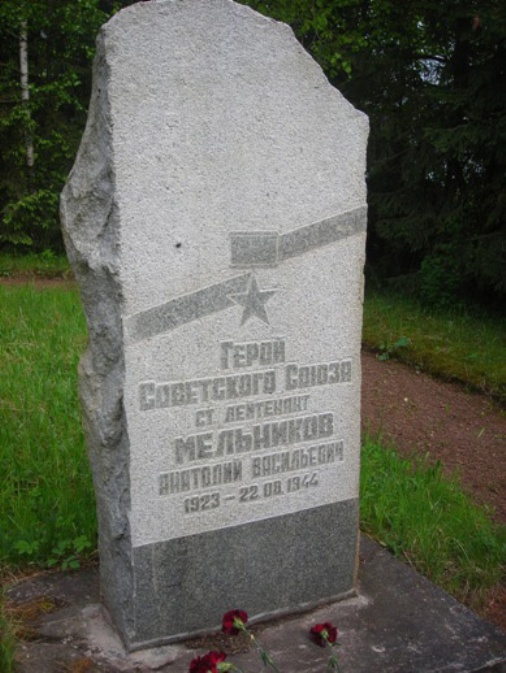 Герой
Советского Союза
ст лейтенант
Мельников
Анатолий Васильевич
1923 – 22.08.1944